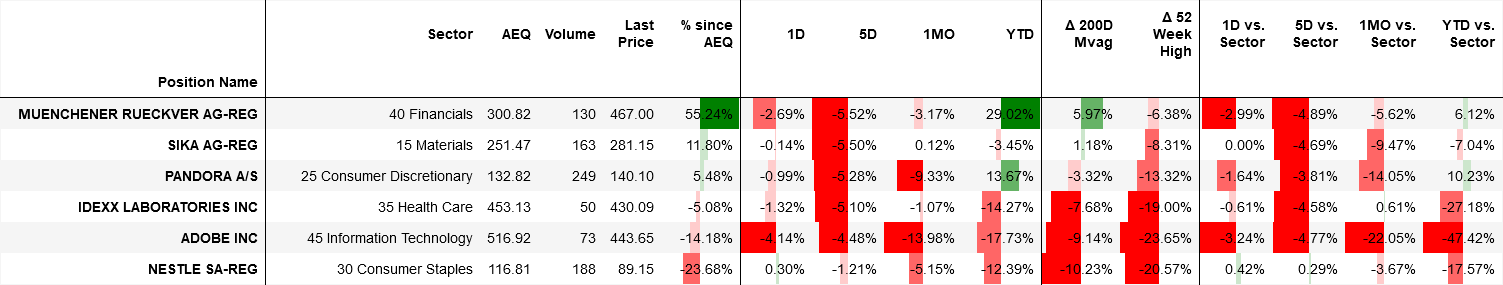 Position Name Sector AEQ Volume Last Price % since AEQ 1D 5D 1MO YTD Δ 200D Mvag Δ 52 Week High 1D vs. Sector 5D vs. Sector 1MO vs. Sector YTD vs. Sector
MUENCHENER RUECKVER AG-REG 40 Financials 300.82 130 467.00 55.24% -2.69% -5.52% -3.17% 29.02% 5.97% -6.38% -2.99% -4.89% -5.62% 6.12%
SIKA AG-REG 15 Materials 251.47 163 281.15 11.80% -0.14% -5.50% 0.12% -3.45% 1.18% -8.31% 0.00% -4.69% -9.47% -7.04%
PANDORA A/S 25 Consumer Discretionary 132.82 249 140.10 5.48% -0.99% -5.28% -9.33% 13.67% -3.32% -13.32% -1.64% -3.81% -14.05% 10.23%
IDEXX LABORATORIES INC 35 Health Care 453.13 50 430.09 -5.08% -1.32% -5.10% -1.07% -14.27% -7.68% -19.00% -0.61% -4.58% 0.61% -27.18%
ADOBE INC 45 Information Technology 516.92 73 443.65 -14.18% -4.14% -4.48% -13.98% -17.73% -9.14% -23.65% -3.24% -4.77% -22.05% -47.42%
NESTLE SA-REG 30 Consumer Staples 116.81 188 89.15 -23.68% 0.30% -1.21% -5.15% -12.39% -10.23% -20.57% 0.42% 0.29% -3.67% -17.57%